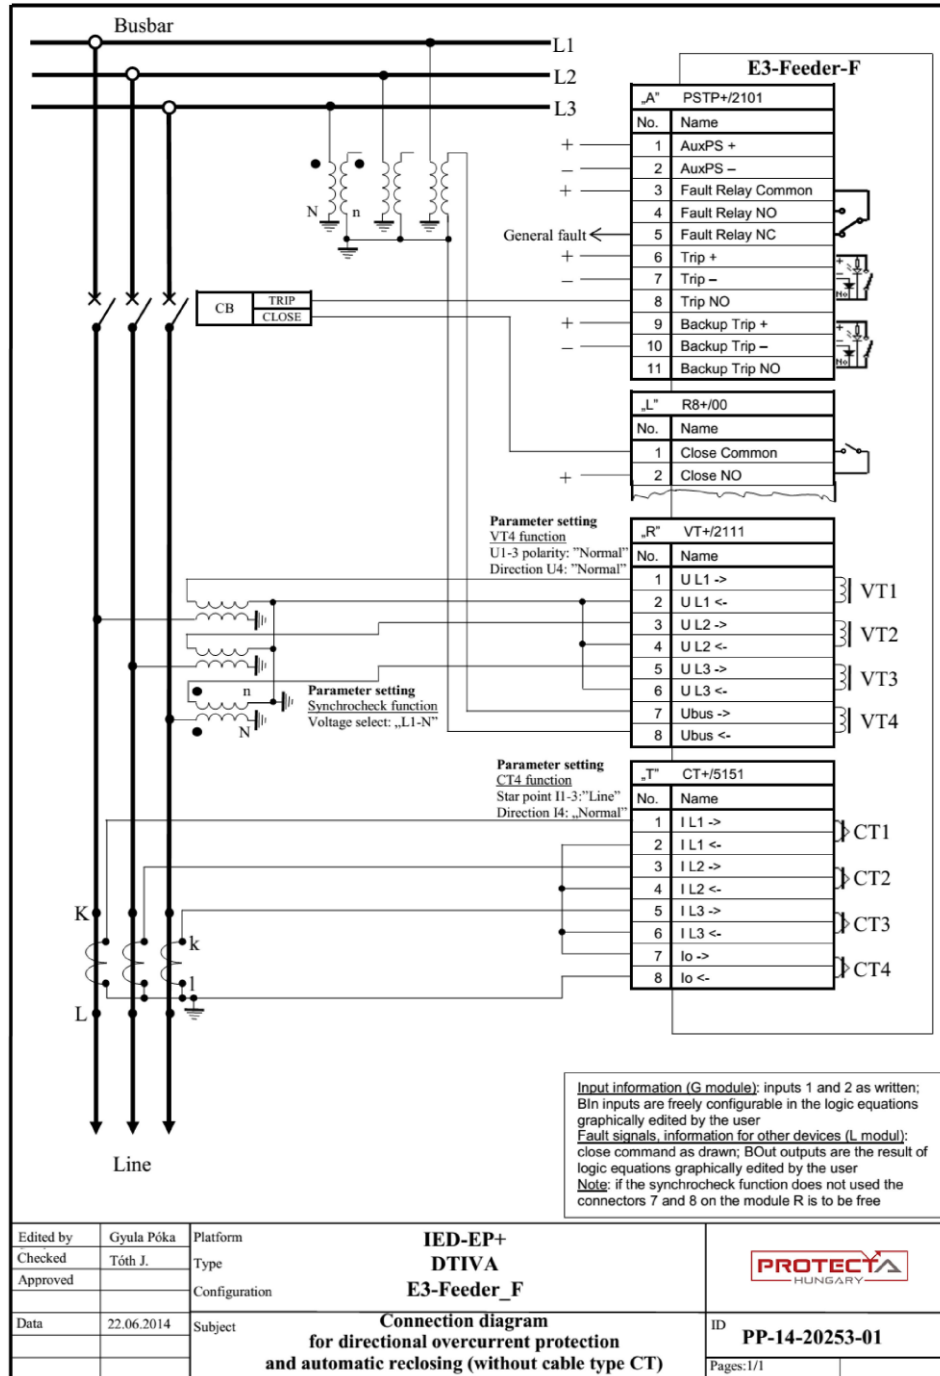 Busbar
L1
L2
L3
E3-Feeder-F
„A" PSTP+/2101
No. Name
+ 1 AuxPS +
– 2 AuxPS –
+ 3 Fault Relay Common
4 Fault Relay NO
General fault 5 Fault Relay NC
+ 6 Trip +
– 7 Trip –
8 Trip NO
+ 9 Backup Trip +
– 10 Backup Trip –
11 Backup Trip NO
+
–
No
+
–
No
N n
CB TRIP
CLOSE
„L" R8+/00
No. Name
1 Close Common
+ 2 Close NO
Parameter setting
VT4 function
U1-3 polarity: "Normal"
Direction U4: "Normal"
„R" VT+/2111
No. Name
1 U L1 ->
2 U L1 <-
VT1
3 U L2 ->
4 U L2 <-
VT2
5 U L3 ->
6 U L3 <-
VT3
7 Ubus ->
8 Ubus <-
VT4
n
N
Parameter setting
Synchrocheck function
Voltage select: „L1-N"
Parameter setting
CT4 function
Star point I1-3:"Line"
Direction I4: „Normal"
„T" CT+/5151
No. Name
1 I L1 ->
2 I L1 <-
CT1
3 I L2 ->
4 I L2 <-
CT2
5 I L3 ->
6 I L3 <-
CT3
7 Io ->
8 Io <-
CT4
K
k
l
L
Line
Input information (G module): inputs 1 and 2 as written;
BIn inputs are freely configurable in the logic equations
graphically edited by the user
Fault signals, information for other devices (L modul):
close command as drawn; BOut outputs are the result of
logic equations graphically edited by the user
Note: if the synchrocheck function does not used the
connectors 7 and 8 on the module R is to be free
Edited by Gyula Póka
Checked Tóth J.
Approved
Data 22.06.2014
Platform IED-EP+
Type DTIVA
Configuration E3-Feeder_F
Subject Connection diagram
for directional overcurrent protection
and automatic reclosing (without cable type CT)
PROTECTA
HUNGARY
ID PP-14-20253-01
Pages:1/1